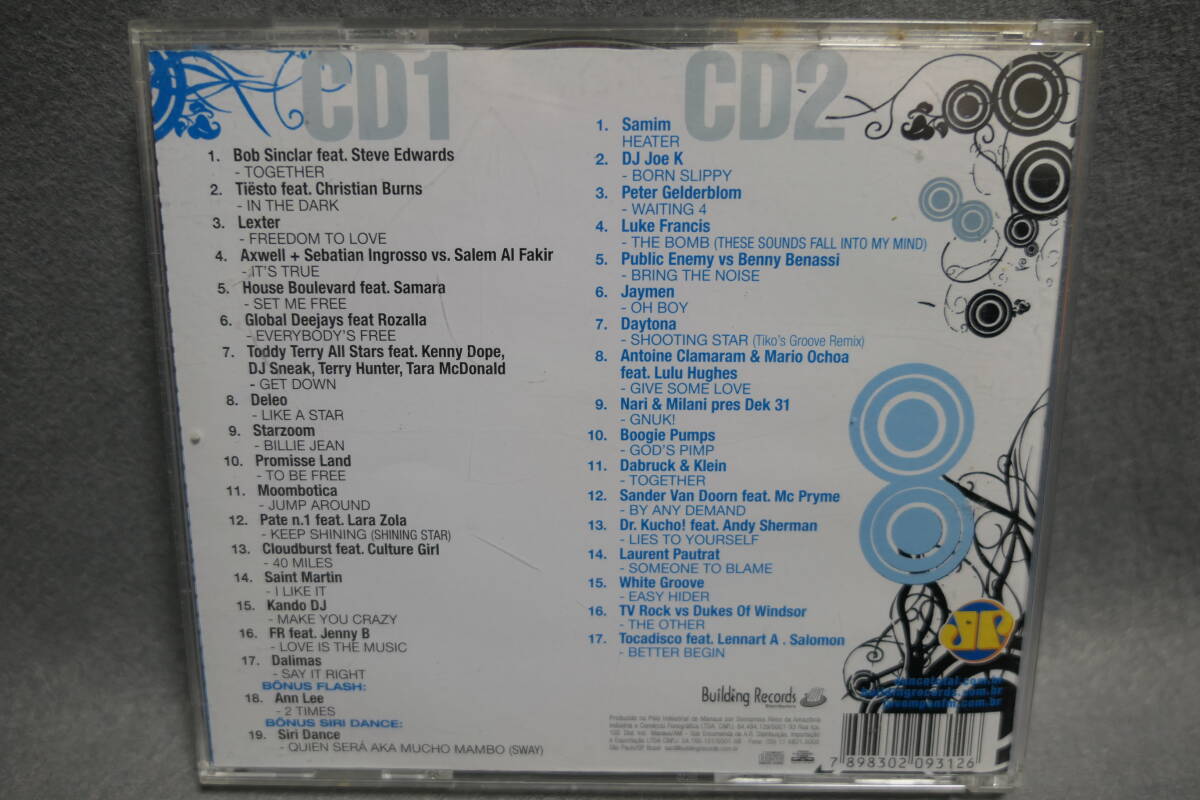 CD1
1. Bob Sinclar feat. Steve Edwards
- TOGETHER
2. Tiësto feat. Christian Burns
- IN THE DARK
3. Lexter
- FREEDOM TO LOVE
4. Axwell + Sebatian Ingrosso vs. Salem Al Fakir
- IT'S TRUE
5. House Boulevard feat. Samara
- SET ME FREE
6. Global Deejays feat Rozalla
- EVERYBODY'S FREE
7. Toddy Terry All Stars feat. Kenny Dope,
DJ Sneak, Terry Hunter, Tara McDonald
- GET DOWN
8. Deleo
- LIKE A STAR
9. Starzoom
- BILLIE JEAN
10. Promisse Land
- TO BE FREE
11. Moombotica
- JUMP AROUND
12. Pate n.1 feat. Lara Zola
- KEEP SHINING (SHINING STAR)
13. Cloudburst feat. Culture Girl
- 40 MILES
14. Saint Martin
- I LIKE IT
15. Kando DJ
- MAKE YOU CRAZY
16. FR feat. Jenny B
- LOVE IS THE MUSIC
17. Dalimas
- SAY IT RIGHT
BÔNUS FLASH:
18. Ann Lee
- 2 TIMES
BÔNUS SIRI DANCE:
19. Siri Dance
- QUIEN SERÁ AKA MUCHO MAMBO (SWAY)
CD2
1. Samim
HEATER
2. DJ Joe K
- BORN SLIPPY
3. Peter Gelderblom
- WAITING 4
4. Luke Francis
- THE BOMB (THESE SOUNDS FALL INTO MY MIND)
5. Public Enemy vs Benny Benassi
- BRING THE NOISE
6. Jaymen
- OH BOY
7. Daytona
- SHOOTING STAR (Tiko's Groove Remix)
8. Antoine Clamaram & Mario Ochoa
feat. Lulu Hughes
- GIVE SOME LOVE
9. Nari & Milani pres Dek 31
- GNUK!
10. Boogie Pumps
- GOD'S PIMP
11. Dabruck & Klein
- TOGETHER
12. Sander Van Doorn feat. Mc Pryme
- BY ANY DEMAND
13. Dr. Kucho! feat. Andy Sherman
- LIES TO YOURSELF
14. Laurent Pautrat
- SOMEONE TO BLAME
15. White Groove
- EASY HIDER
16. TV Rock vs Dukes Of Windsor
- THE OTHER
17. Tocadisco feat. Lennart A . Salomon
- BETTER BEGIN
JP
Building Records
Produzido no Polo Industrial de Manaus por
São Paulo/SP Brasil
7 898302 093126